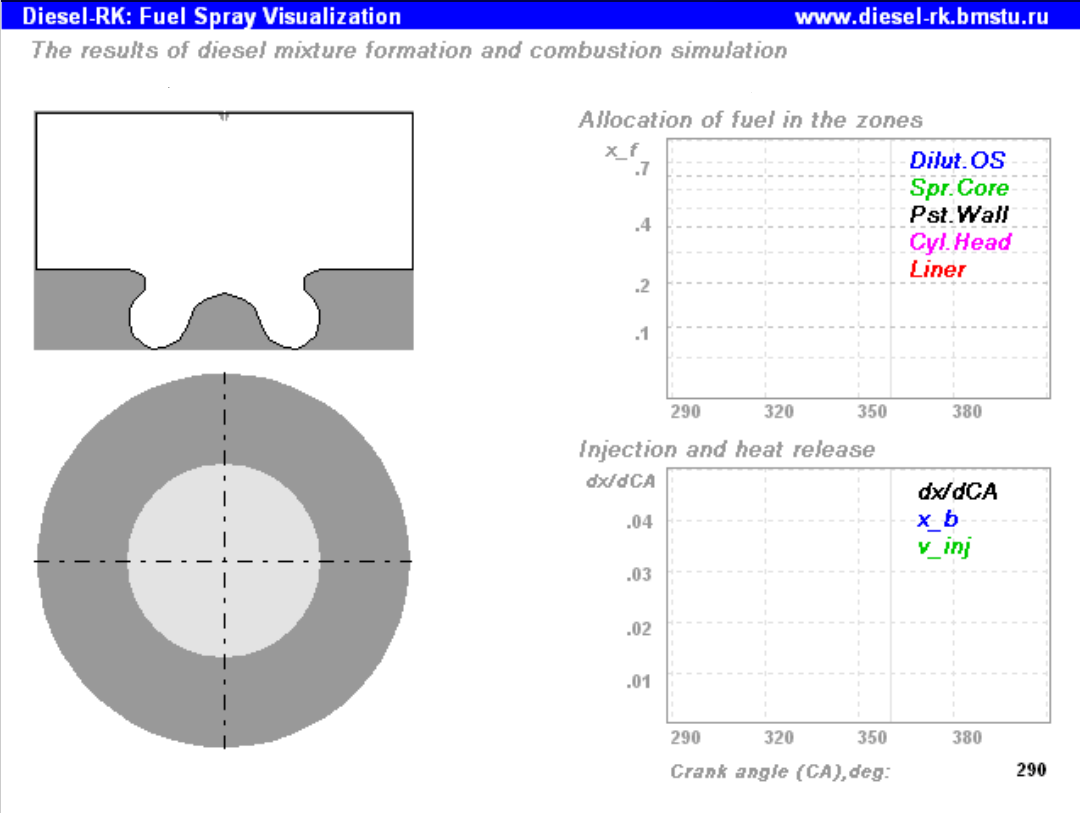 Diesel-RK: Fuel Spray Visualization www.diesel-rk.bmstu.ru
The results of diesel mixture formation and combustion simulation
Allocation of fuel in the zones
x_f
.7
.4
.2
.1
Dilut.OS
Spr.Core
Pst.Wall
Cyl.Head
Liner
290 320 350 380
Injection and heat release
dx/dCA
.04
.03
.02
.01
dx/dCA
x_b
v_inj
290 320 350 380
Crank angle (CA),deg: 290